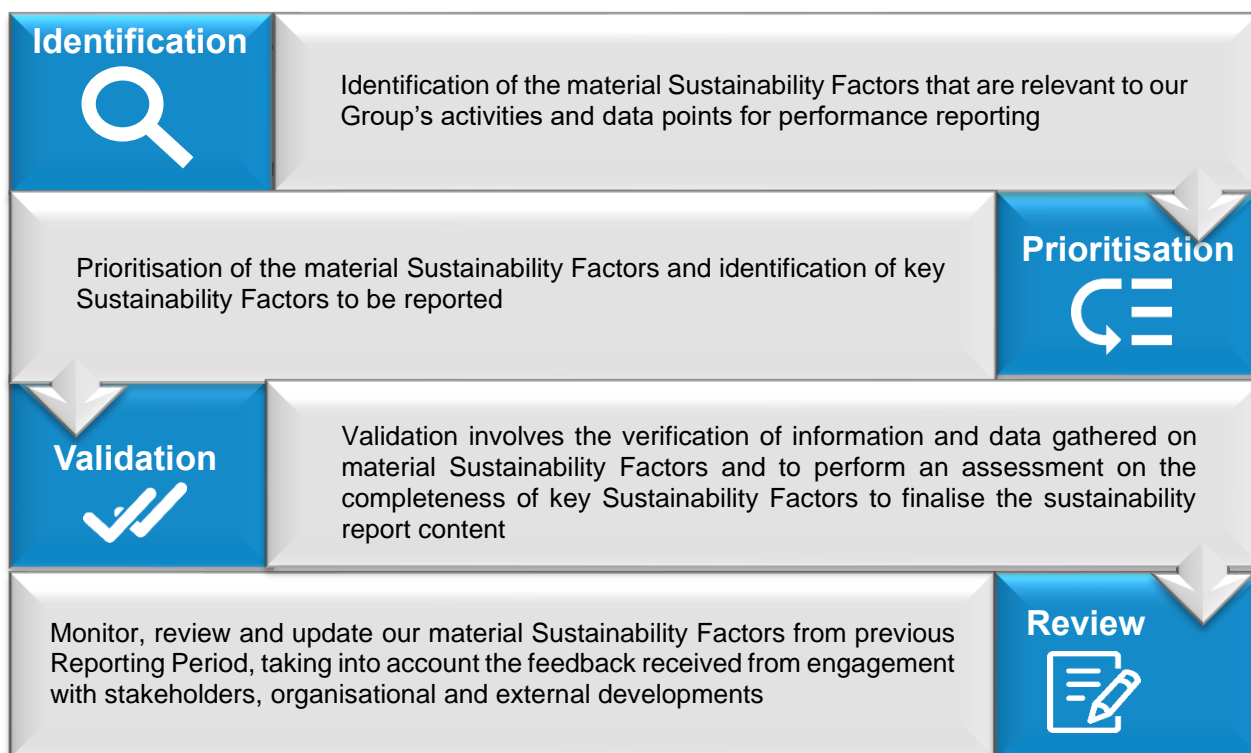 Identification
Identification of the material Sustainability Factors that are relevant to our
Group’s activities and data points for performance reporting
Prioritisation of the material Sustainability Factors and identification of key
Sustainability Factors to be reported
Prioritisation
Validation
Validation involves the verification of information and data gathered on
material Sustainability Factors and to perform an assessment on the
completeness of key Sustainability Factors to finalise the sustainability
report content
Monitor, review and update our material Sustainability Factors from previous
Reporting Period, taking into account the feedback received from engagement
with stakeholders, organisational and external developments
Review